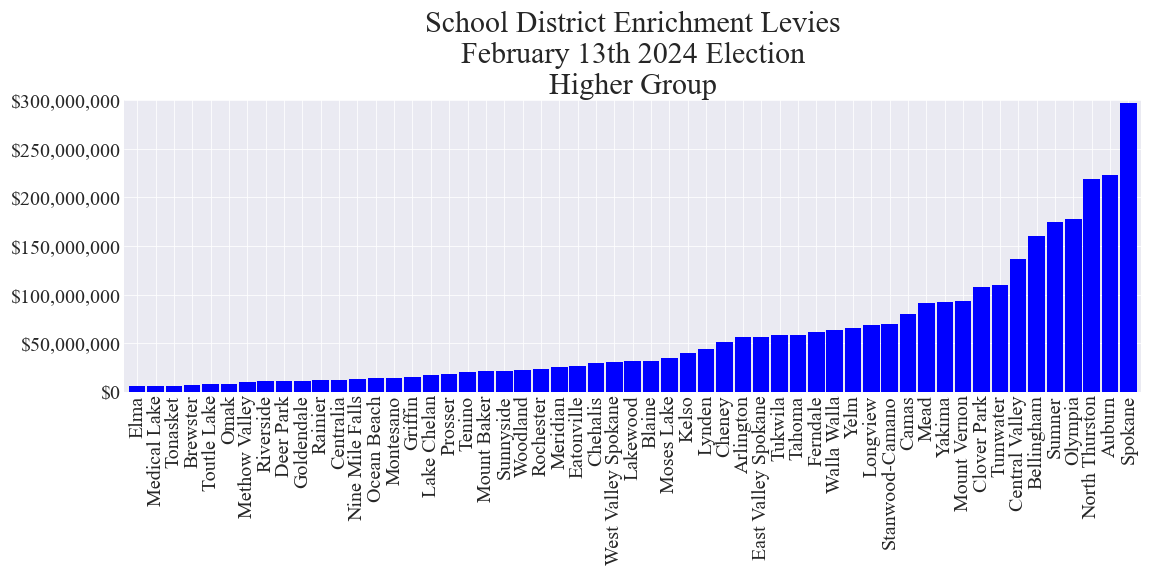 School District Enrichment Levies
February 13th 2024 Election
Higher Group
$300,000,000
$250,000,000
$200,000,000
$150,000,000
$100,000,000
$50,000,000
$0
Elma
Medical Lake
Tonasket
Brewster
Toutle Lake
Omak
Methow Valley
Riverside
Deer Park
Goldendale
Rainier
Centralia
Nine Mile Falls
Ocean Beach
Montesano
Griffin
Lake Chelan
Prosser
Tenino
Mount Baker
Sunnyside
Woodland
Rochester
Meridian
Eatonville
Chehalis
West Valley Spokane
Lakewood
Blaine
Moses Lake
Kelso
Lynden
Cheney
Arlington
East Valley Spokane
Tukwila
Tahoma
Ferndale
Walla Walla
Yelm
Longview
Stanwood-Camano
Camas
Mead
Yakima
Mount Vernon
Clover Park
Tumwater
Central Valley
Bellingham
Sumner
Olympia
North Thurston
Auburn
Spokane